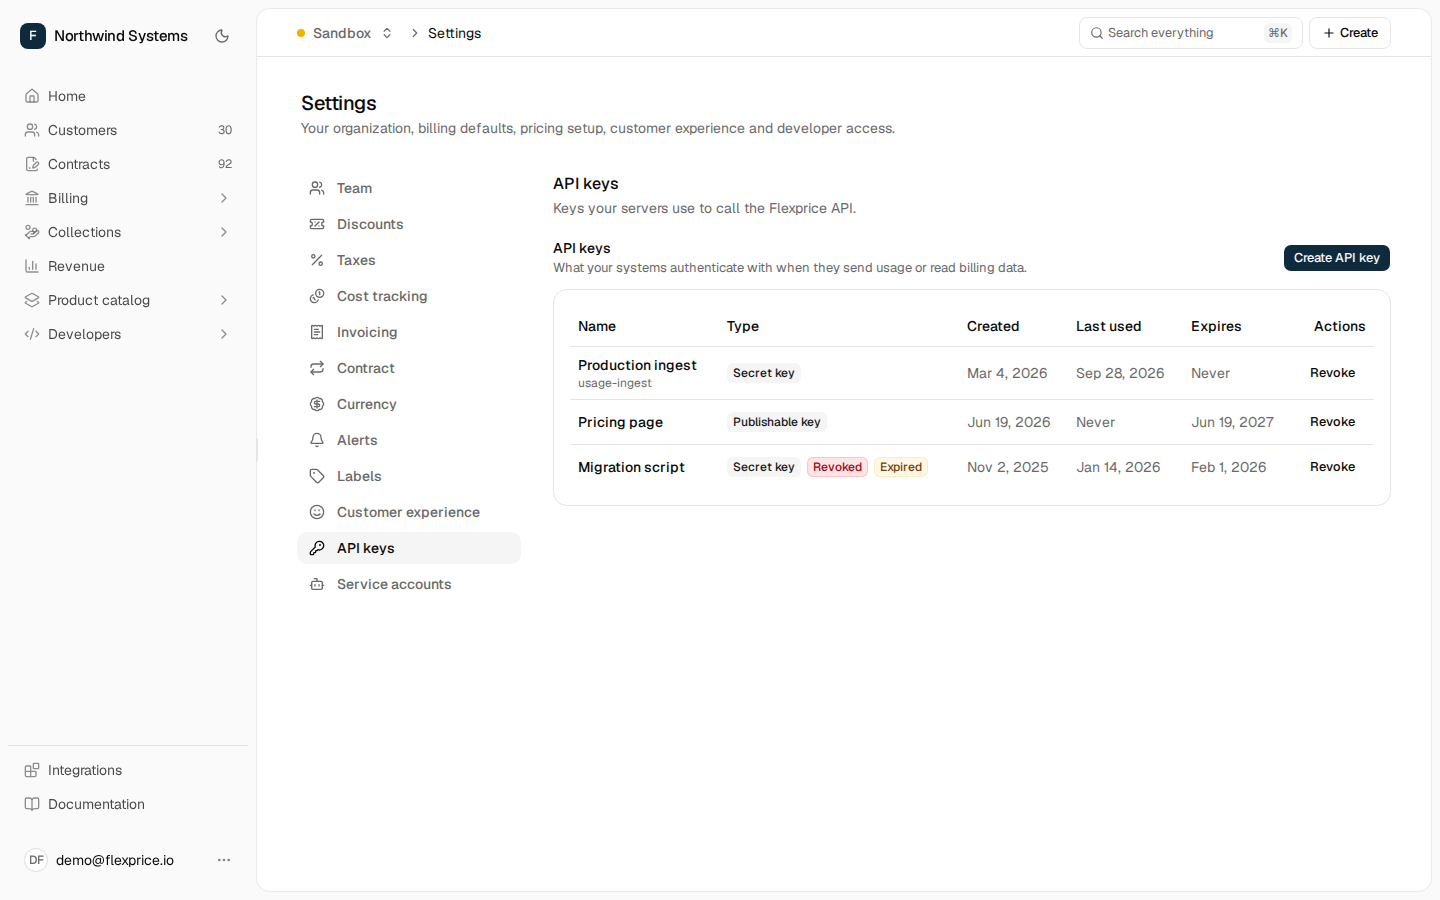 F Northwind Systems
Home
Customers 30
Contracts 92
Billing
Collections
Revenue
Product catalog
Developers
Integrations
Documentation
DF demo@flexprice.io
Sandbox Settings
Search everything ⌘K
Create
Settings
Your organization, billing defaults, pricing setup, customer experience and developer access.
Team
Discounts
Taxes
Cost tracking
Invoicing
Contract
Currency
Alerts
Labels
Customer experience
API keys
Service accounts
API keys
Keys your servers use to call the Flexprice API.
API keys
What your systems authenticate with when they send usage or read billing data.
Create API key
Name Type Created Last used Expires Actions
Production ingest Secret key Mar 4, 2026 Sep 28, 2026 Never Revoke
usage-ingest
Pricing page Publishable key Jun 19, 2026 Never Jun 19, 2027 Revoke
Migration script Secret key Revoked Expired Nov 2, 2025 Jan 14, 2026 Feb 1, 2026 Revoke